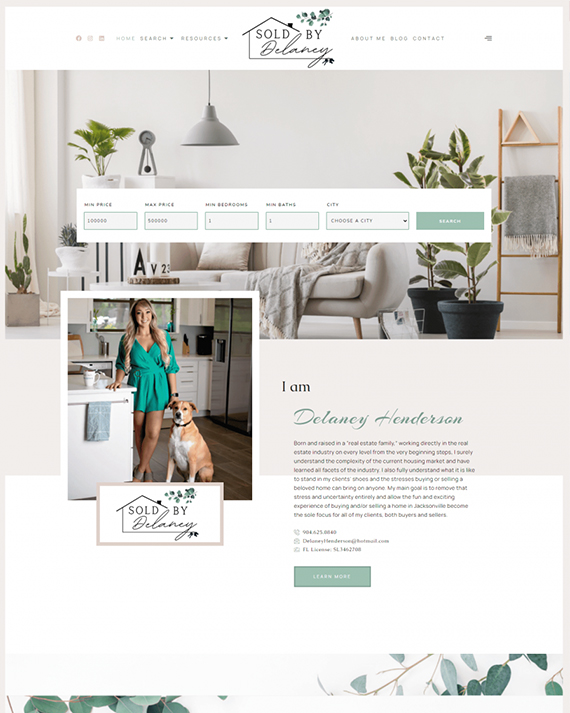 HOME SEARCH RESOURCES
SOLD BY
Delaney
ABOUT ME BLOG CONTACT
MIN PRICE MAX PRICE MIN BEDROOMS MIN BATHS CITY
100000 500000 1 1 CHOOSE A CITY SEARCH
A v 23
I am
Delaney Henderson
Born and raised in a "real estate family," working directly in the real
estate industry on every level from the very beginning steps, I surely
understand the complexity of the current housing market and have
learned all facets of the industry. I also fully understand what it is like
to stand in my clients' shoes and the stresses buying or selling a
beloved home can bring on anyone. My main goal is to remove that
stress and uncertainty entirely and allow the fun and exciting
experience of buying and/or selling a home in Jacksonville become
the sole focus for all of my clients, both buyers and sellers.
SOLD BY
Delaney
904.625.8840
DelaneyHenderson@hotmail.com
FL License: SL3462708
LEARN MORE